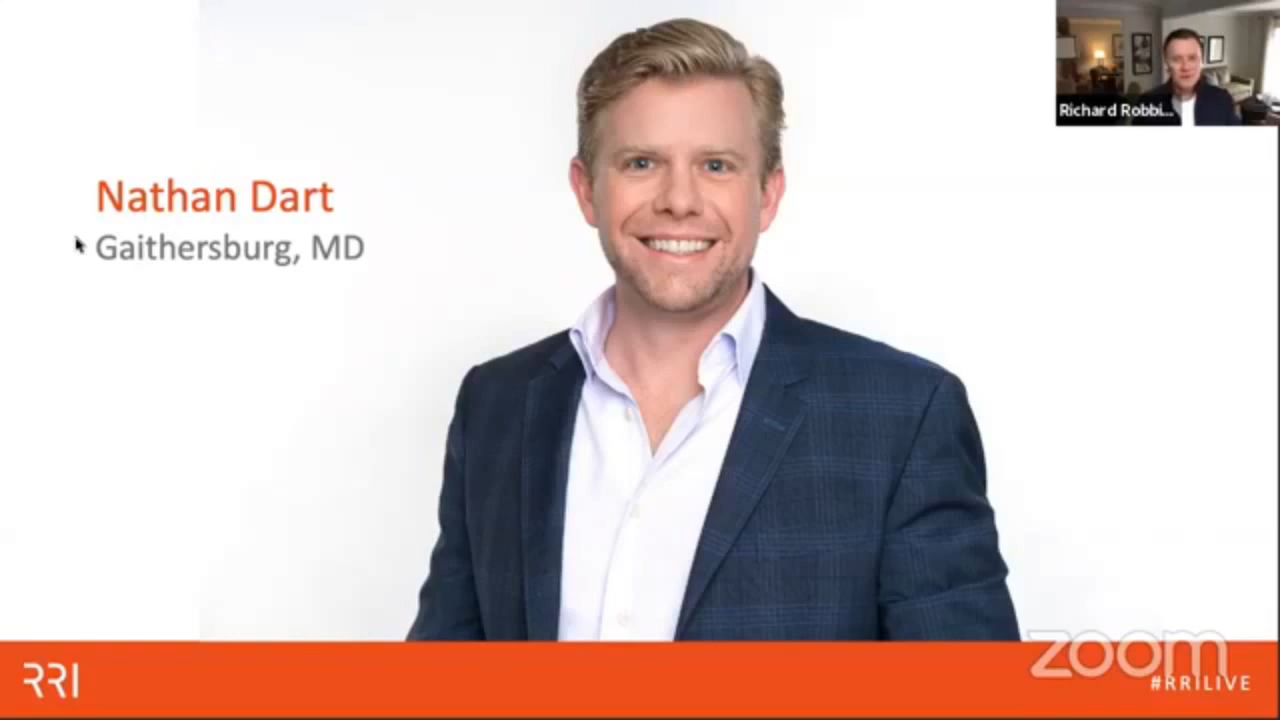 Nathan Dart
Gaithersburg, MD
Richard Robbi...
RRI
zoom
#RRILIVE